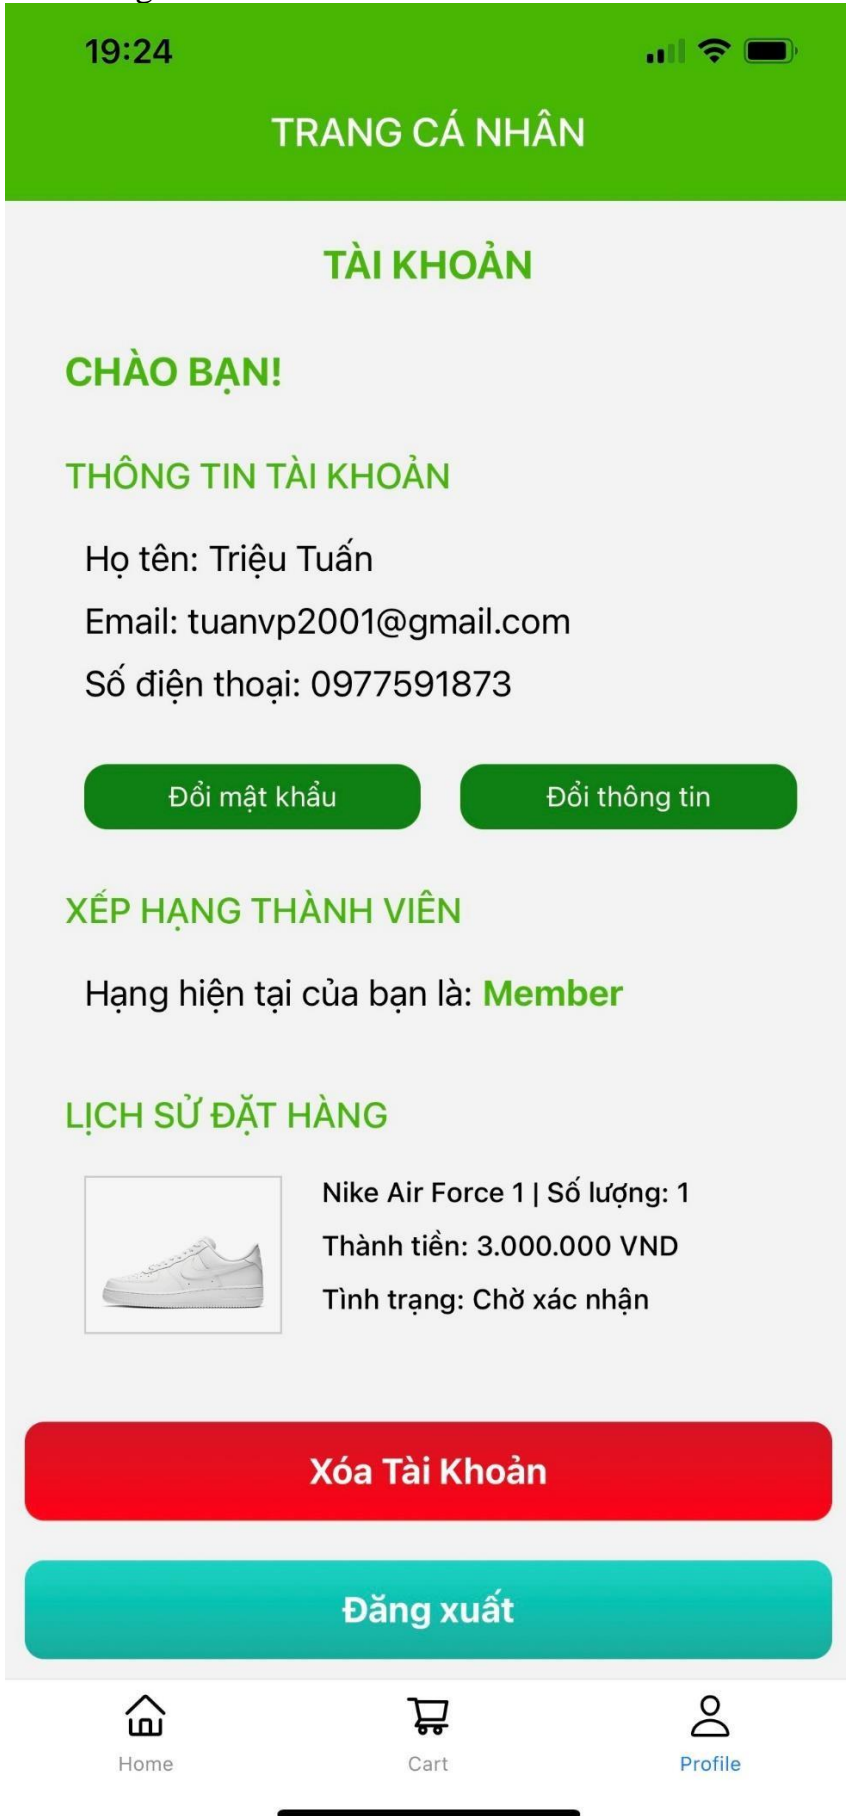 19:24
TRANG CÁ NHÂN
TÀI KHOẢN
CHÀO BẠN!
THÔNG TIN TÀI KHOẢN
Họ tên: Triệu Tuấn
Email: tuanvp2001@gmail.com
Số điện thoại: 0977591873
Đổi mật khẩu Đổi thông tin
XẾP HẠNG THÀNH VIÊN
Hạng hiện tại của bạn là: Member
LỊCH SỬ ĐẶT HÀNG
Nike Air Force 1 | Số lượng: 1
Thành tiền: 3.000.000 VND
Tình trạng: Chờ xác nhận
Xóa Tài Khoản
Đăng xuất
Home Cart Profile